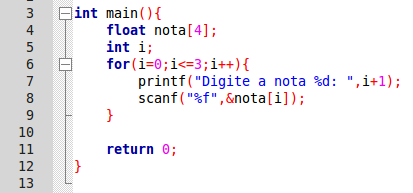 3 int main(){
4 float nota[4];
5 int i;
6 for(i=0;i<=3;i++){
7 printf("Digite a nota %d: ",i+1);
8 scanf("%f",&nota[i]);
9 }
10
11 return 0;
12 }
13